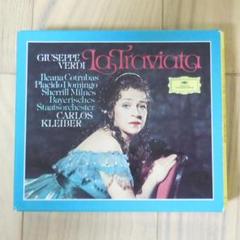 GIUSEPPE
VERDI
La Traviata
Ileana Cotrubas
Placido Domingo
Sherrill Milnes
Bayerisches
Staatsorchester
CARLOS
KLEIBER